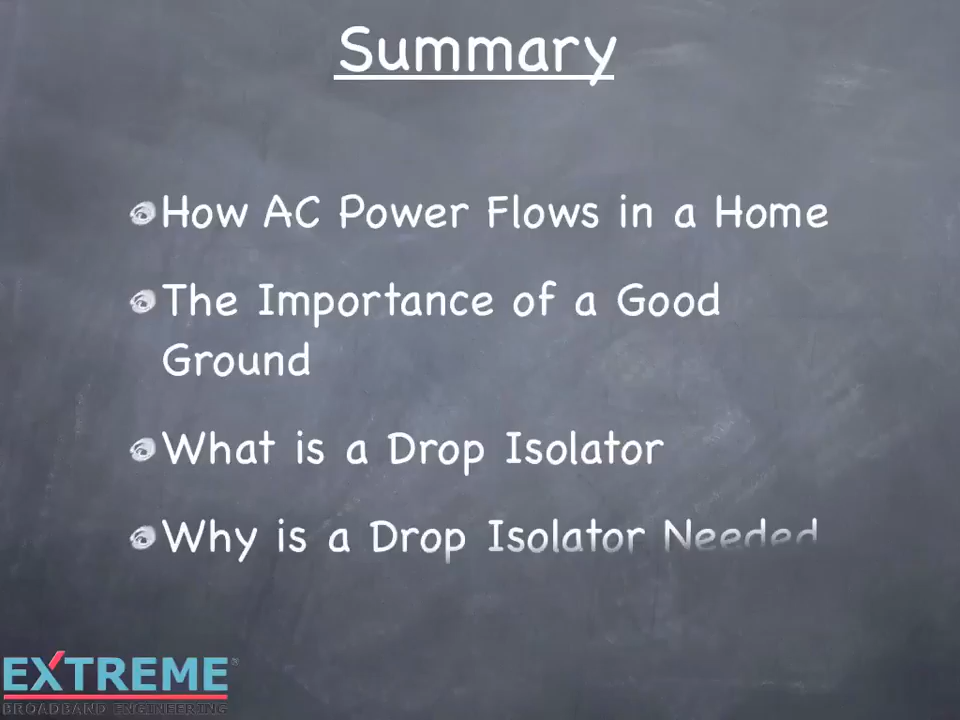 Summary
How AC Power Flows in a Home
The Importance of a Good
Ground
What is a Drop Isolator
Why is a Drop Isolator Needed
EXTREME®
BROADBAND ENGINEERING